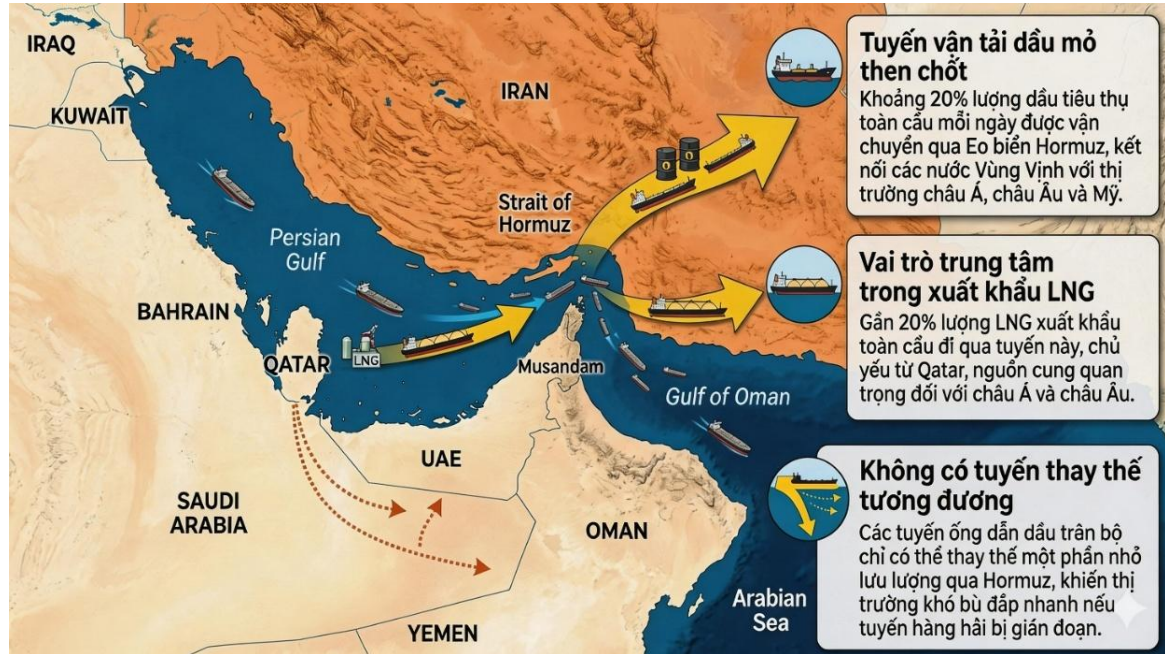 IRAQ
KUWAIT
IRAN
Strait of
Hormuz
Persian
Gulf
BAHRAIN
QATAR
LNG
Musandam
Gulf of Oman
UAE
SAUDI
ARABIA
OMAN
YEMEN
Arabian
Sea
Tuyến vận tải dầu mỏ
then chốt
Khoảng 20% lượng dầu tiêu thụ
toàn cầu mỗi ngày được vận
chuyển qua Eo biển Hormuz, kết
nối các nước Vùng Vịnh với thị
trường châu Á, châu Âu và Mỹ.
Vai trò trung tâm
trong xuất khẩu LNG
Gần 20% lượng LNG xuất khẩu
toàn cầu đi qua tuyến này, chủ
yếu từ Qatar, nguồn cung quan
trọng đối với châu Á và châu Âu.
Không có tuyến thay thế
tương đương
Các tuyến ống dẫn dầu trên bộ
chỉ có thể thay thế một phần nhỏ
lưu lượng qua Hormuz, khiến thị
trường khó bù đắp nhanh nếu
tuyến hàng hải bị gián đoạn.